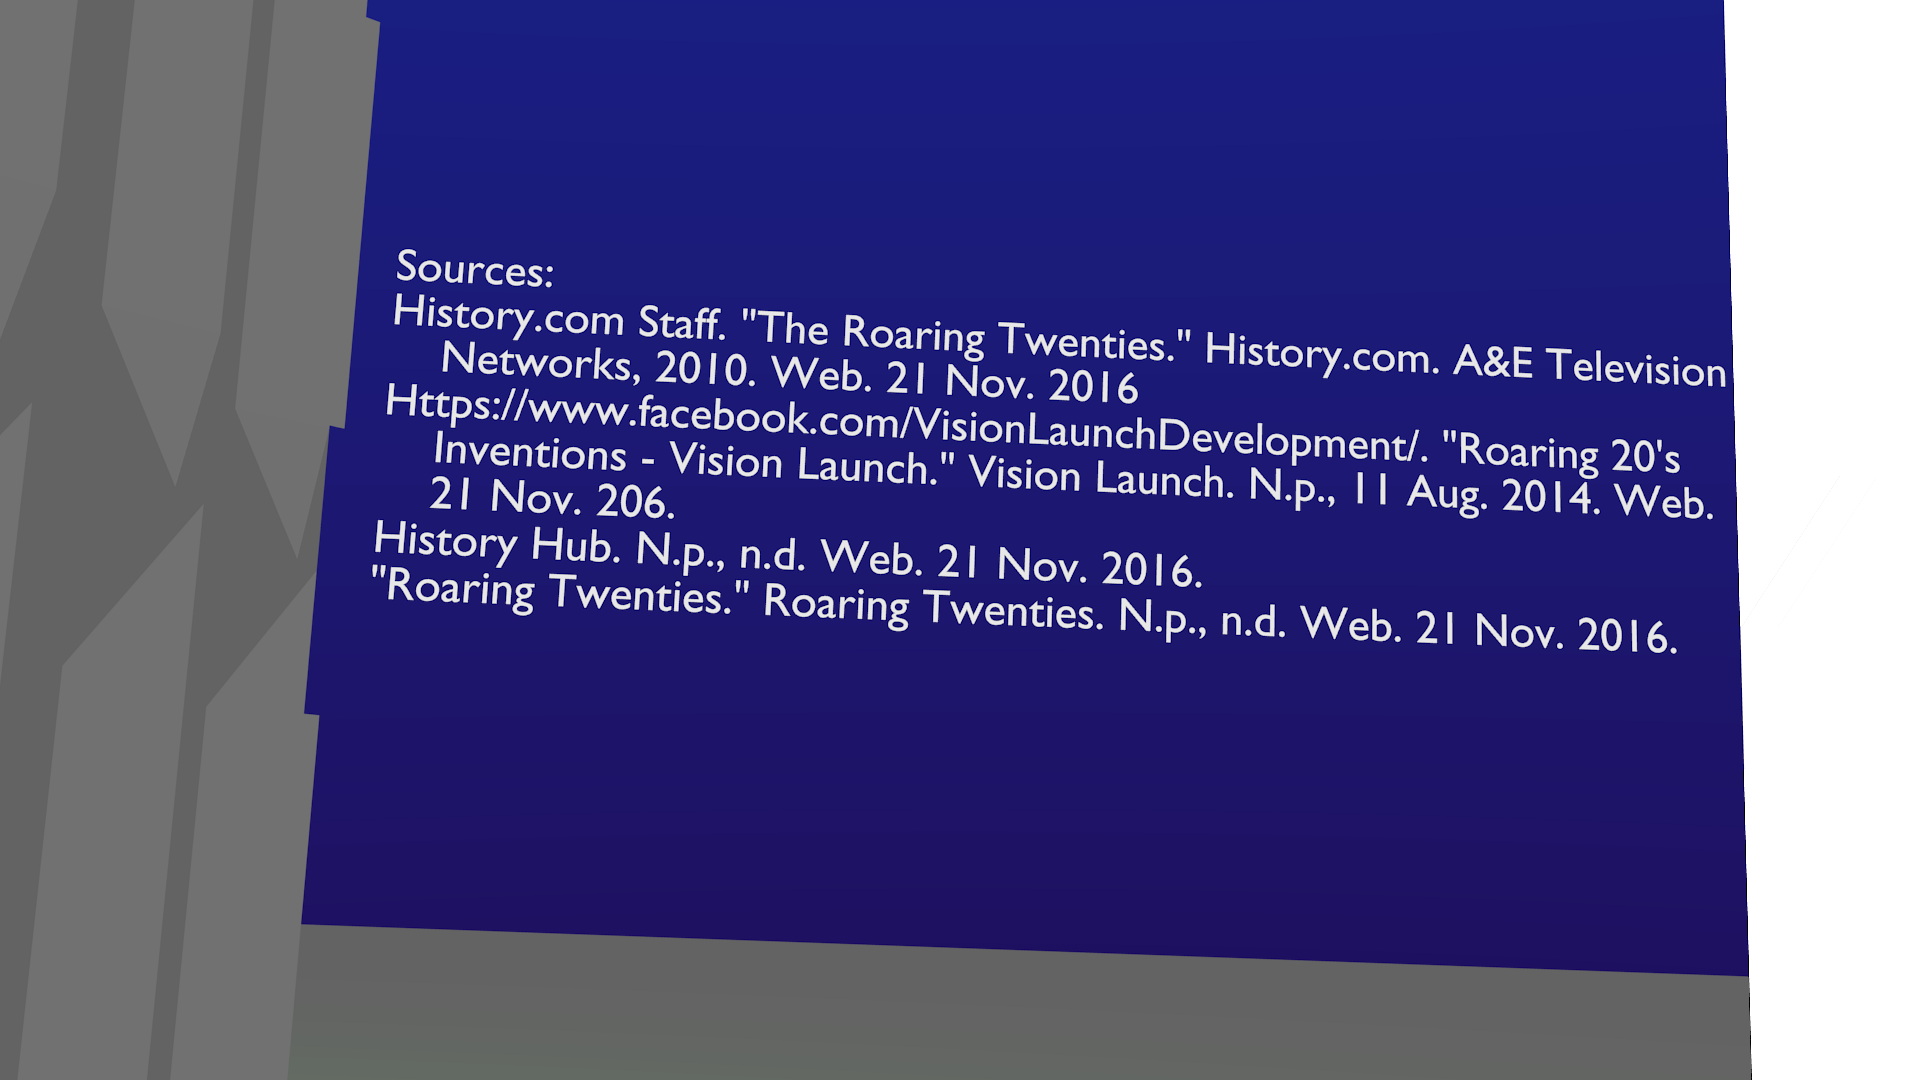 Sources:
History.com Staff. "The Roaring Twenties." History.com. A&E Television
Networks, 2010. Web. 21 Nov. 2016
Https://www.facebook.com/VisionLaunchDevelopment/. "Roaring 20's
Inventions - Vision Launch." Vision Launch. N.p., 11 Aug. 2014. Web.
21 Nov. 206.
History Hub. N.p., n.d. Web. 21 Nov. 2016.
"Roaring Twenties." Roaring Twenties. N.p., n.d. Web. 21 Nov. 2016.